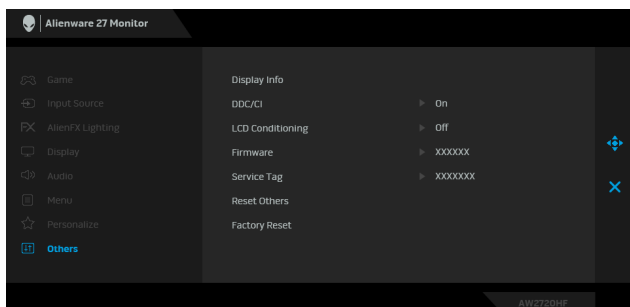 Alienware 27 Monitor
Game
Input Source
AlienFX Lighting
Display
Audio
Menu
Personalize
Others
Display Info
DDC/CI On
LCD Conditioning Off
Firmware XXXXXX
Service Tag XXXXXXX
Reset Others
Factory Reset
AW2720HF